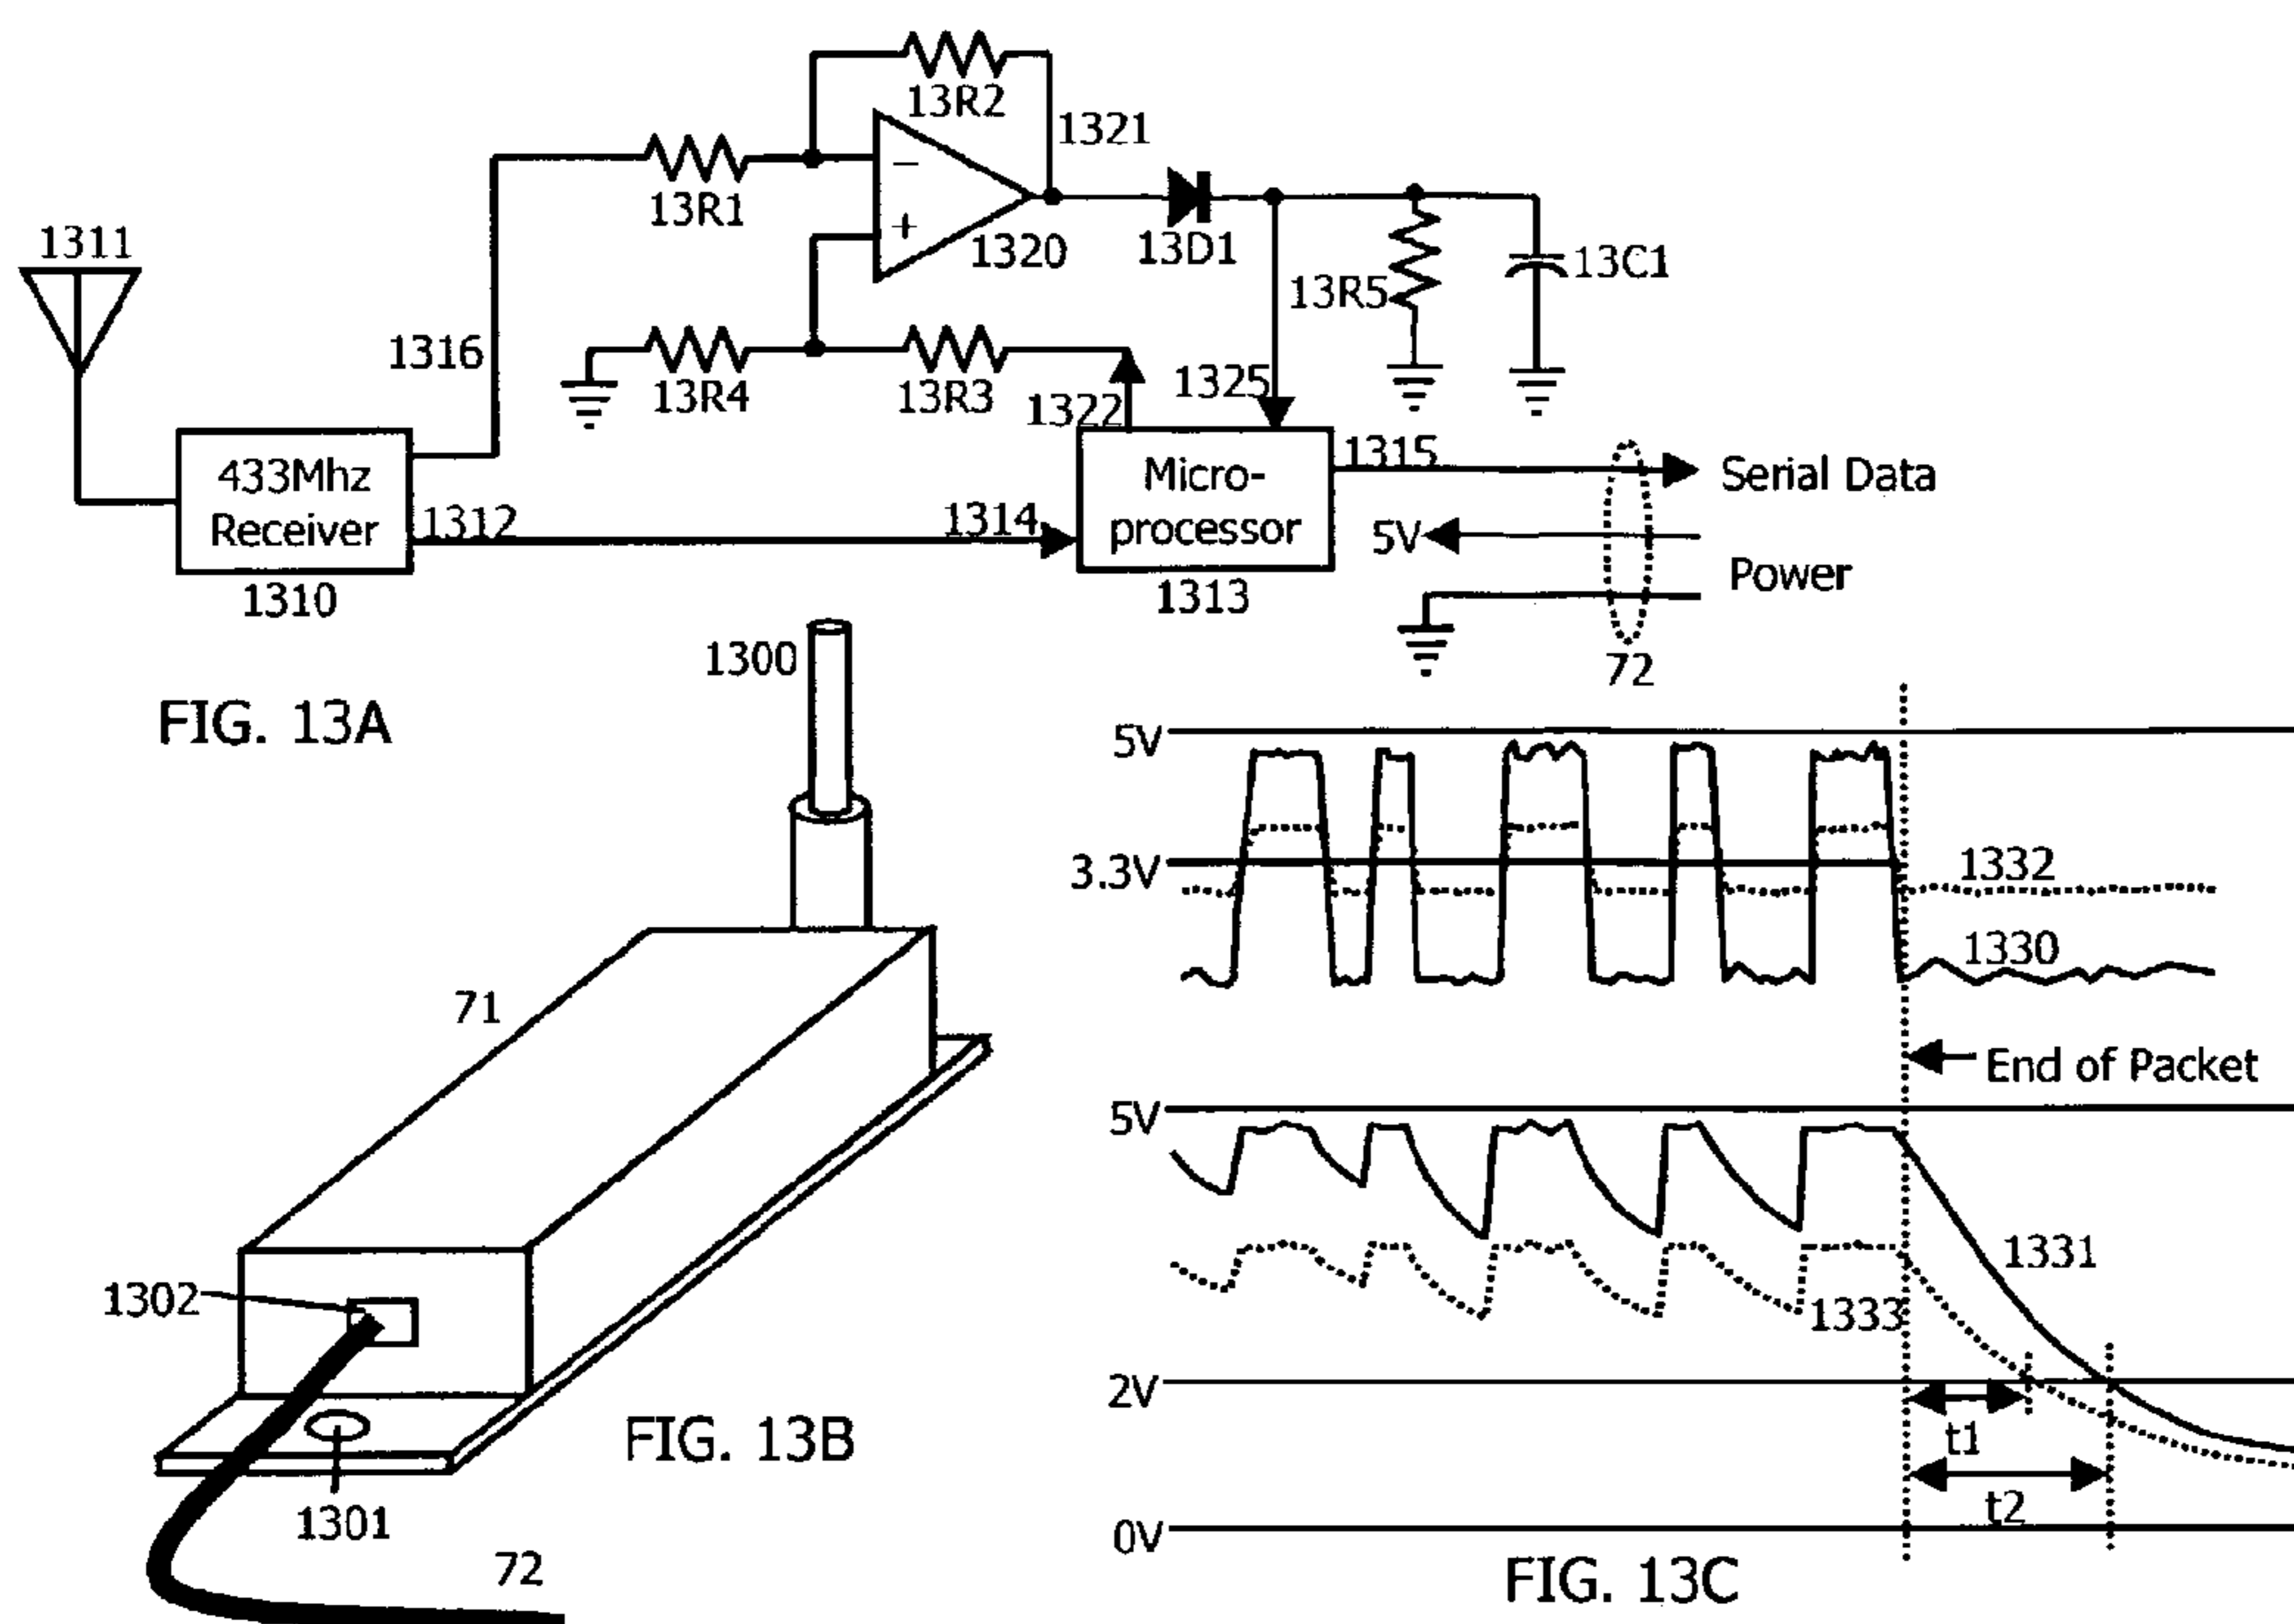 13R2
1321
13R1
−
+
1320
13D1
13R5
13C1
1311
1316
13R4
13R3
1322
1325
433Mhz
Receiver
1310
1312
1314
Micro-
processor
1313
1315
Serial Data
5V
Power
72
FIG. 13A
1300
71
1302
1301
72
FIG. 13B
5V
3.3V
1332
1330
End of Packet
5V
1331
1333
2V
t1
t2
0V
FIG. 13C